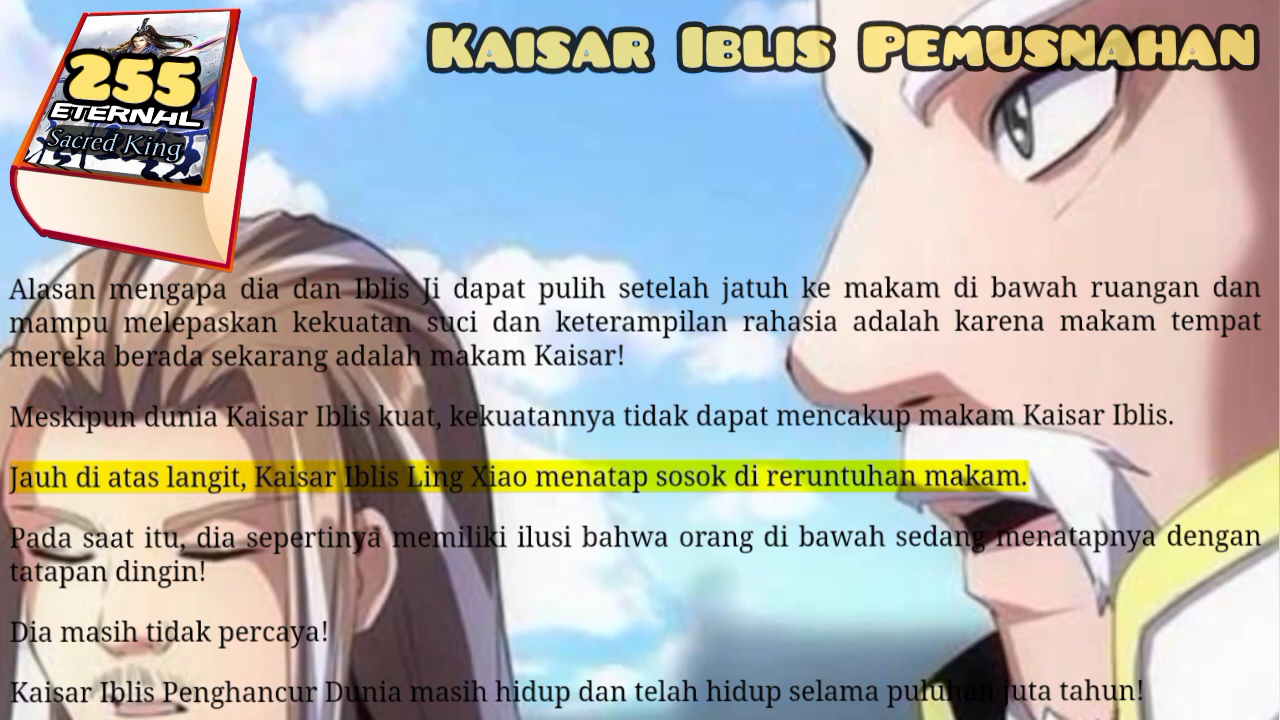 255
ETERNAL
Sacred King
Kaisar Iblis Pemusnahan
Alasan mengapa dia dan Iblis Ji dapat pulih setelah jatuh ke makam di bawah ruangan dan
mampu melepaskan kekuatan suci dan keterampilan rahasia adalah karena makam tempat
mereka berada sekarang adalah makam Kaisar!
Meskipun dunia Kaisar Iblis kuat, kekuatannya tidak dapat mencakup makam Kaisar Iblis.
Jauh di atas langit, Kaisar Iblis Ling Xiao menatap sosok di reruntuhan makam.
Pada saat itu, dia sepertinya memiliki ilusi bahwa orang di bawah sedang menatapnya dengan
tatapan dingin!
Dia masih tidak percaya!
Kaisar Iblis Penghancur Dunia masih hidup dan telah hidup selama puluhan juta tahun!